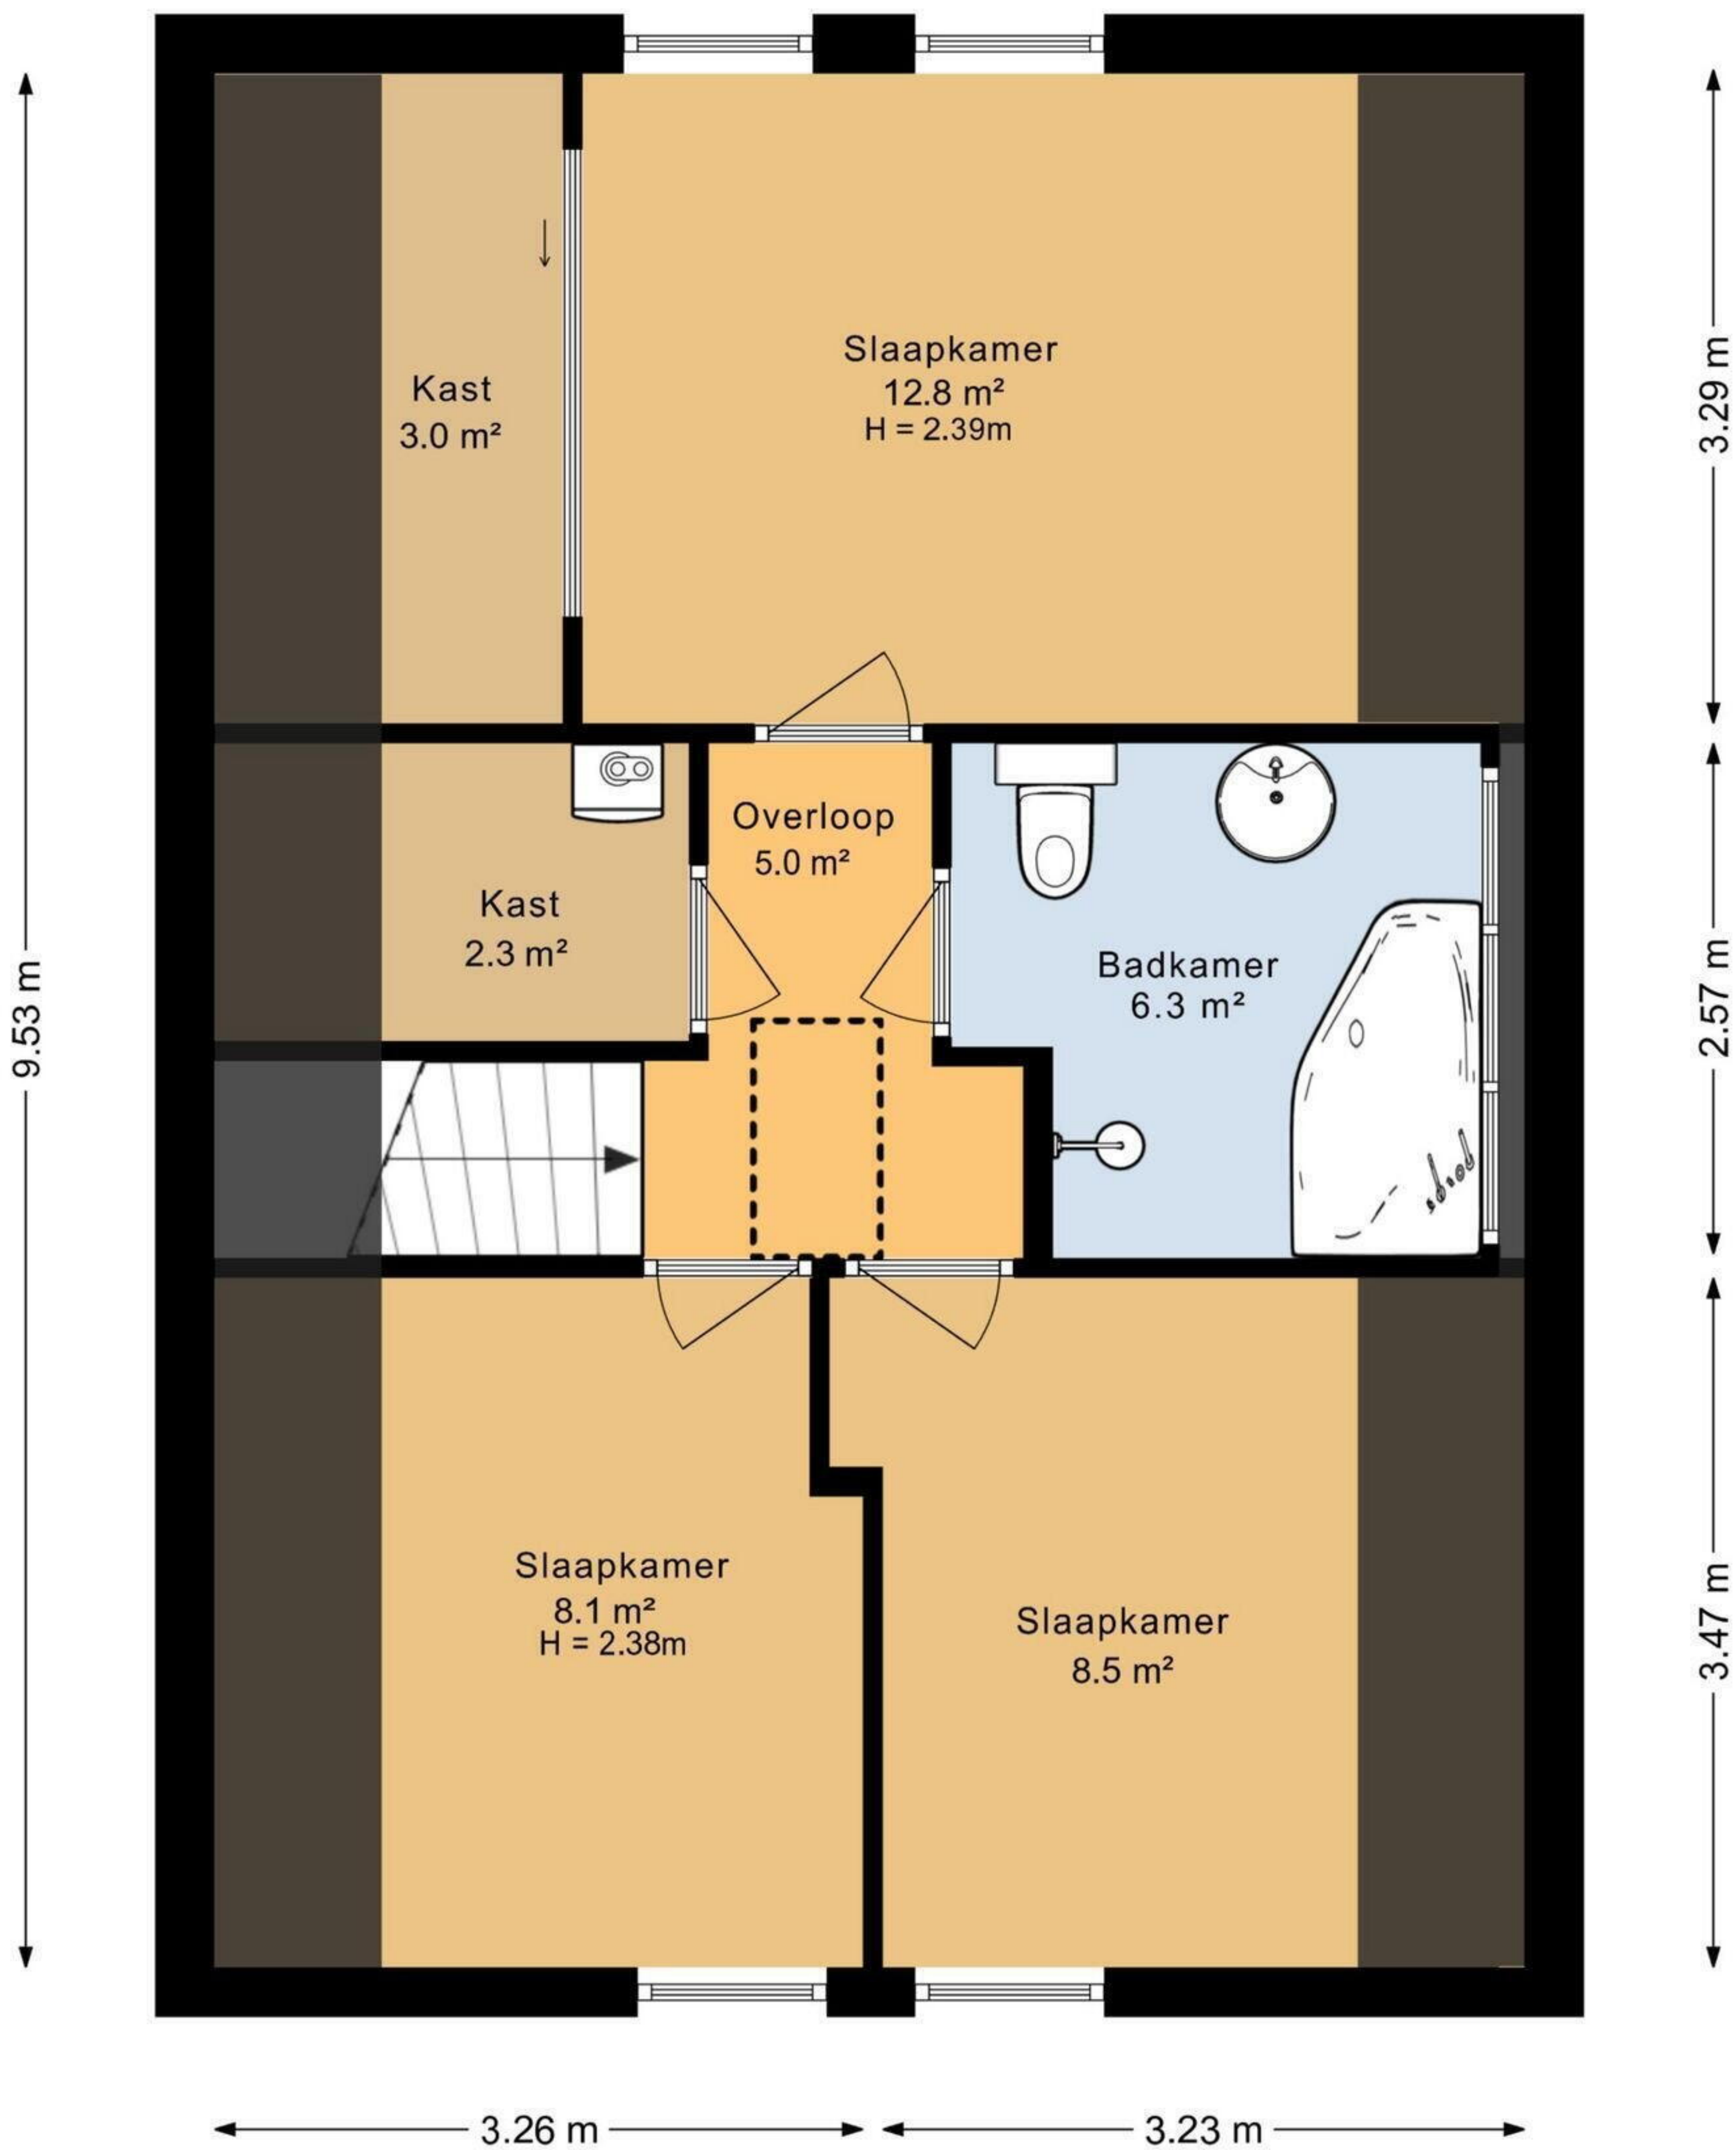 Slaapkamer
12.8 m²
H = 2.39m
Kast
3.0 m²
3.29 m
Overloop
5.0 m²
Kast
2.3 m²
Badkamer
6.3 m²
2.57 m
9.53 m
Slaapkamer
8.1 m²
H = 2.38m
Slaapkamer
8.5 m²
3.47 m
3.26 m
3.23 m